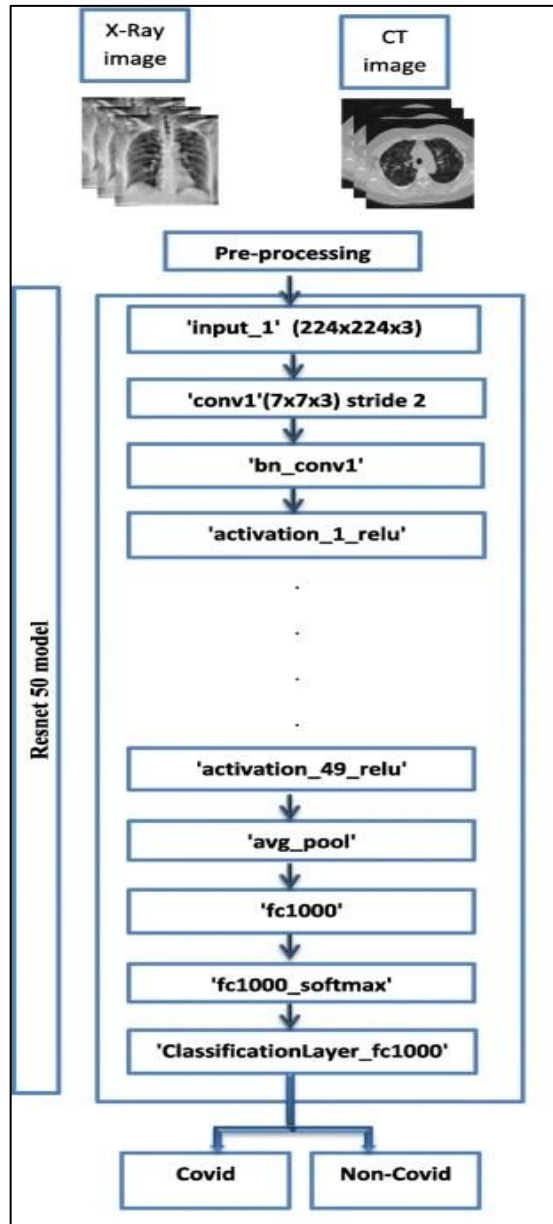 X-Ray
image
CT
image
Pre-processing
Resnet 50 model
'input_1' (224x224x3)
'conv1'(7x7x3) stride 2
'bn_conv1'
'activation_1_relu'
.
.
.
.
'activation_49_relu'
'avg_pool'
'fc1000'
'fc1000_softmax'
'ClassificationLayer_fc1000'
Covid
Non-Covid